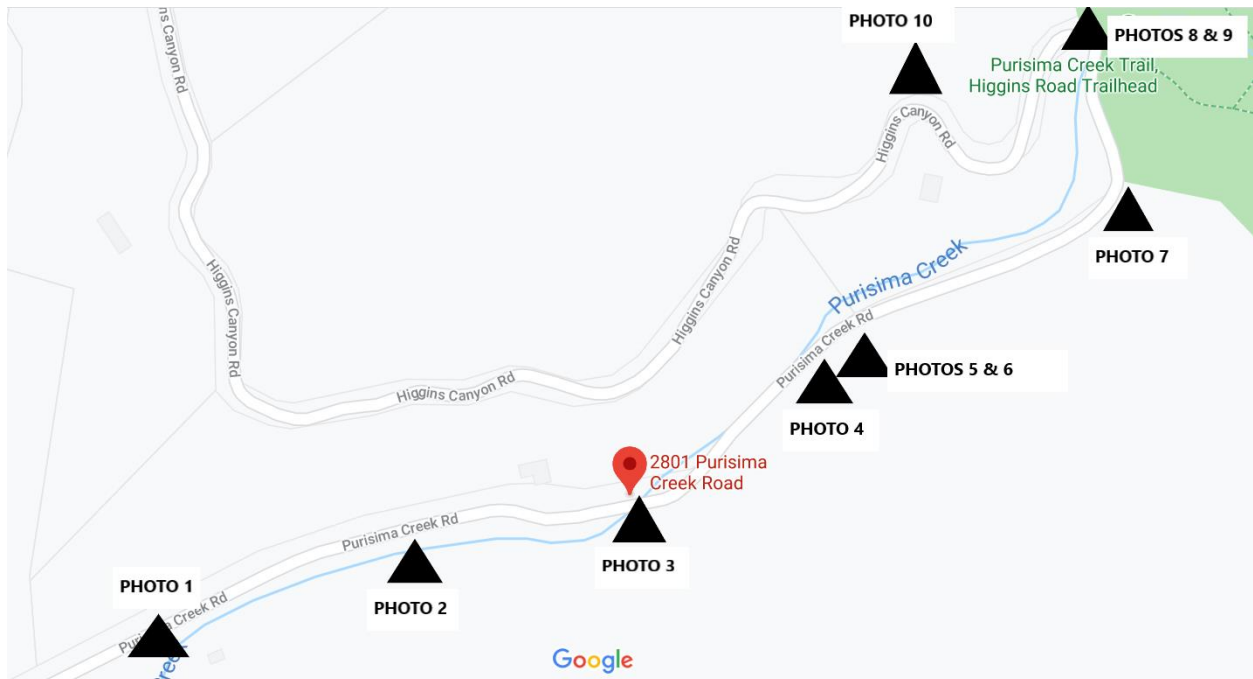 PHOTO 10
PHOTOS 8 & 9
Purisima Creek Trail,
Higgins Road Trailhead
ns Canyon Rd
Higgins Canyon Rd
Higgins Canyon Rd
Higgins Canyon Rd
Higgins Canyon Rd
Purisima Creek
PHOTO 7
Purisima Creek Rd
PHOTOS 5 & 6
PHOTO 4
2801 Purisima
Creek Road
Purisima Creek Rd
PHOTO 3
PHOTO 1
PHOTO 2
Creek Rd
Creek
Google